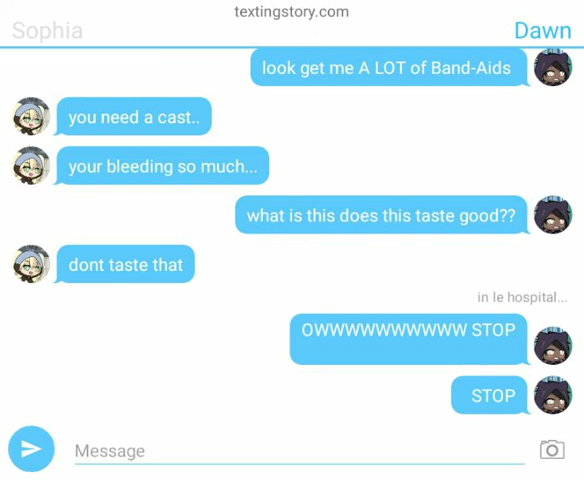 textingstory.com
Sophia
Dawn
look get me A LOT of Band-Aids
you need a cast..
your bleeding so much...
what is this does this taste good??
dont taste that
in le hospital...
OWWWWWWWWWW STOP
STOP
Message